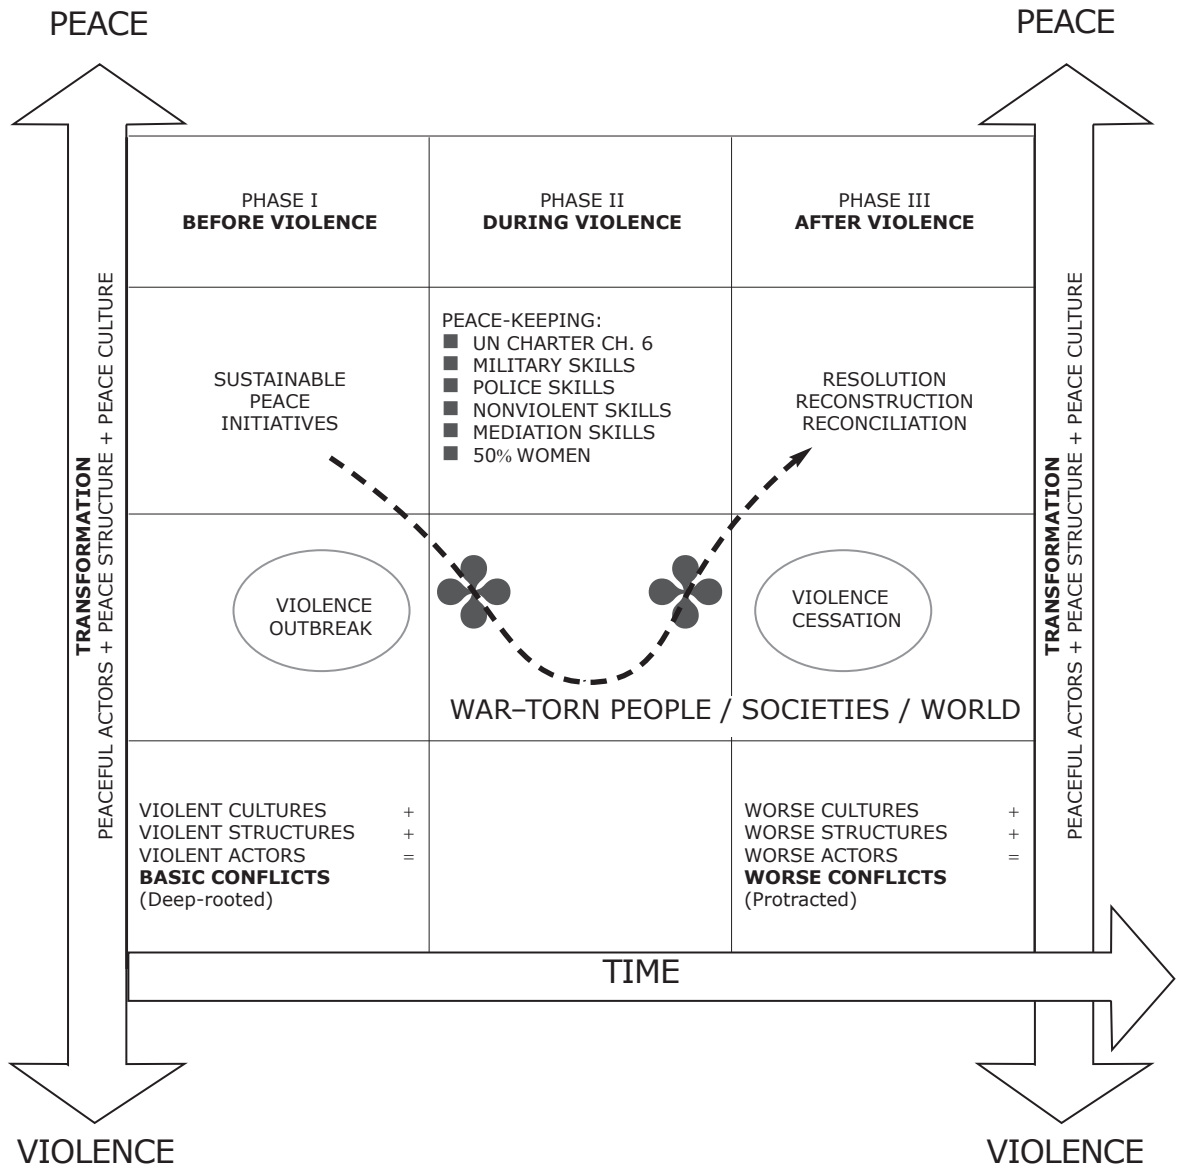 PEACE
PEACE
PHASE I
BEFORE VIOLENCE
PHASE II
DURING VIOLENCE
PHASE III
AFTER VIOLENCE
TRANSFORMATION
PEACEFUL ACTORS + PEACE STRUCTURE + PEACE CULTURE
SUSTAINABLE
PEACE
INITIATIVES
PEACE-KEEPING:
■ UN CHARTER CH. 6
■ MILITARY SKILLS
■ POLICE SKILLS
■ NONVIOLENT SKILLS
■ MEDIATION SKILLS
■ 50% WOMEN
RESOLUTION
RECONSTRUCTION
RECONCILIATION
TRANSFORMATION
PEACEFUL ACTORS + PEACE STRUCTURE + PEACE CULTURE
VIOLENCE
OUTBREAK
VIOLENCE
CESSATION
WAR–TORN PEOPLE / SOCIETIES / WORLD
VIOLENT CULTURES +
VIOLENT STRUCTURES +
VIOLENT ACTORS =
BASIC CONFLICTS
(Deep-rooted)
WORSE CULTURES +
WORSE STRUCTURES +
WORSE ACTORS =
WORSE CONFLICTS
(Protracted)
TIME
VIOLENCE
VIOLENCE